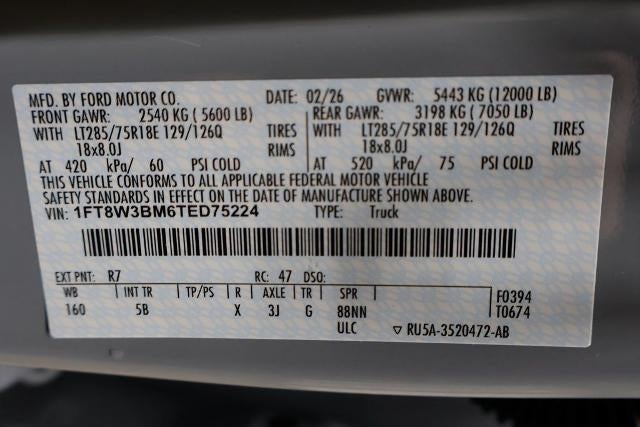 MFD. BY FORD MOTOR CO. DATE: 02/26 GVWR: 5443 KG (12000 LB)
FRONT GAWR: 2540 KG (5600 LB) REAR GAWR: 3198 KG (7050 LB)
WITH LT285/75R18E 129/126Q TIRES WITH LT285/75R18E 129/126Q TIRES
18x8.0J RIMS 18x8.0J RIMS
AT 420 kPa/ 60 PSI COLD AT 520 kPa/ 75 PSI COLD
THIS VEHICLE CONFORMS TO ALL APPLICABLE FEDERAL MOTOR VEHICLE
SAFETY STANDARDS IN EFFECT ON THE DATE OF MANUFACTURE SHOWN ABOVE.
VIN: 1FT8W3BM6TED75224 TYPE: Truck
EXT PNT: R7 RC: 47 DSO:
WB INT TR TP/PS R AXLE TR SPR F0394
160 5B X 3J G 88NN T0674
ULC ▽ RU5A-3520472-AB